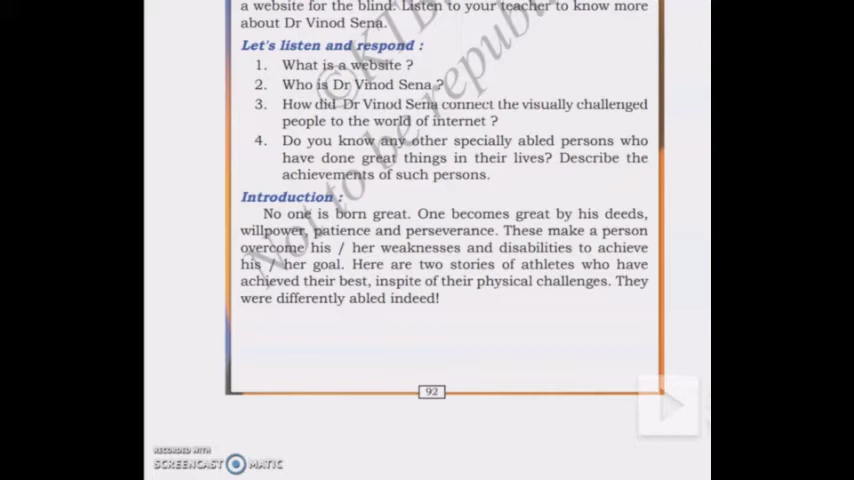 a website for the blind. Listen to your teacher to know more
about Dr Vinod Sena.
Let's listen and respond :
1. What is a website ?
2. Who is Dr Vinod Sena ?
3. How did Dr Vinod Sena connect the visually challenged
people to the world of internet ?
4. Do you know any other specially abled persons who
have done great things in their lives? Describe the
achievements of such persons.
Introduction :
No one is born great. One becomes great by his deeds,
willpower, patience and perseverance. These make a person
overcome his / her weaknesses and disabilities to achieve
his / her goal. Here are two stories of athletes who have
achieved their best, inspite of their physical challenges. They
were differently abled indeed!
©KTB
Not to be republ
92
RECORDED WITH
SCREENCAST MATIC